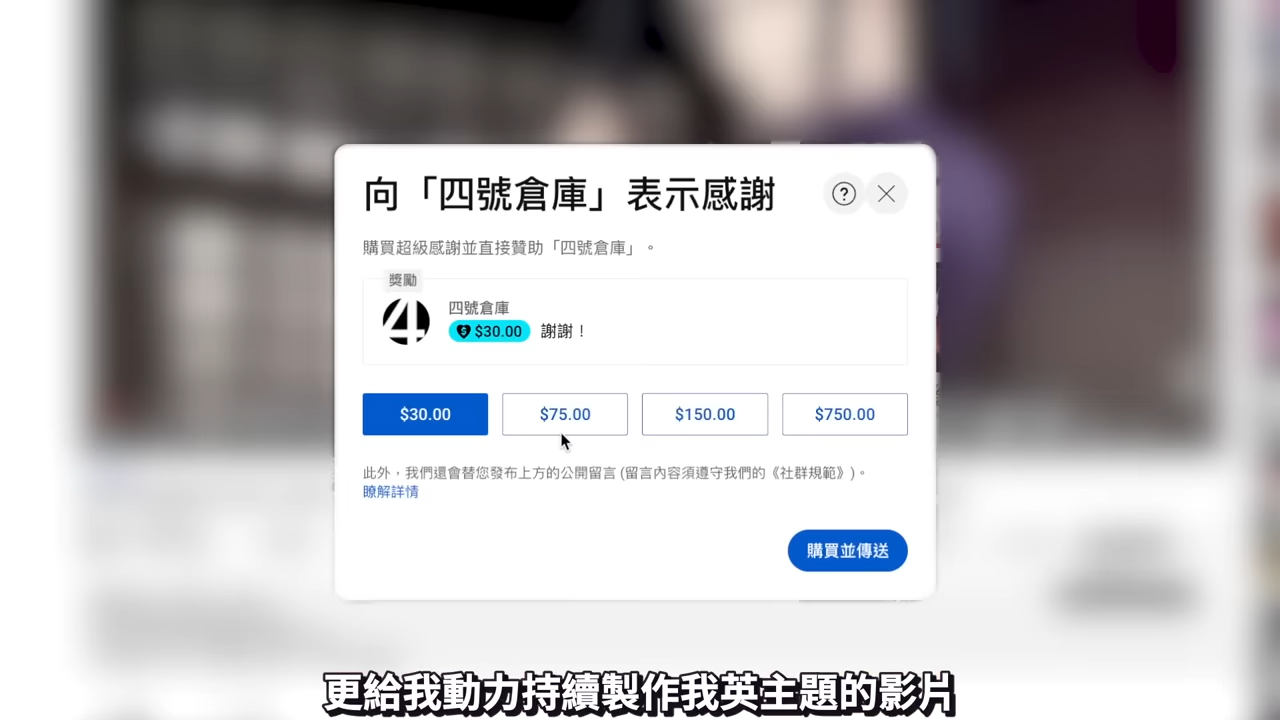 向「四號倉庫」表示感謝
購買超級感謝並直接贊助「四號倉庫」。
獎勵
四號倉庫
$30.00 謝謝！
$30.00 $75.00 $150.00 $750.00
此外，我們還會替您發布上方的公開留言 (留言內容須遵守我們的《社群規範》)。
瞭解詳情
購買並傳送
更給我動力持續製作我英主題的影片